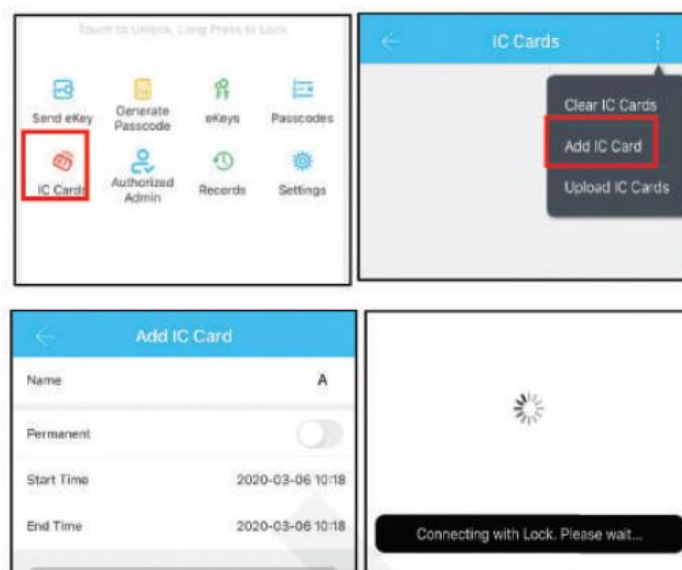 Touch to Unlock, Long Press to Lock
Send eKey
Generate
Passcode
eKeys
Passcodes
IC Cards
Authorized
Admin
Records
Settings
IC Cards
Clear IC Cards
Add IC Card
Upload IC Cards
Add IC Card
Name A
Permanent
Start Time 2020-03-06 10:18
End Time 2020-03-06 10:18
Connecting with Lock. Please wait...